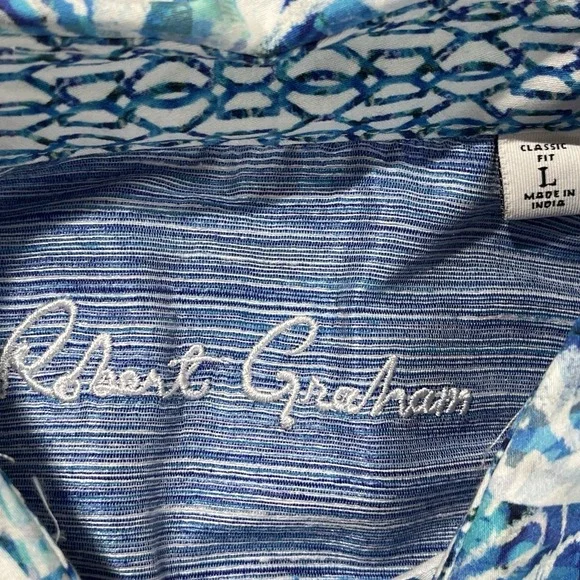 CLASSIC
FIT
L
MADE IN
INDIA
Robert Graham